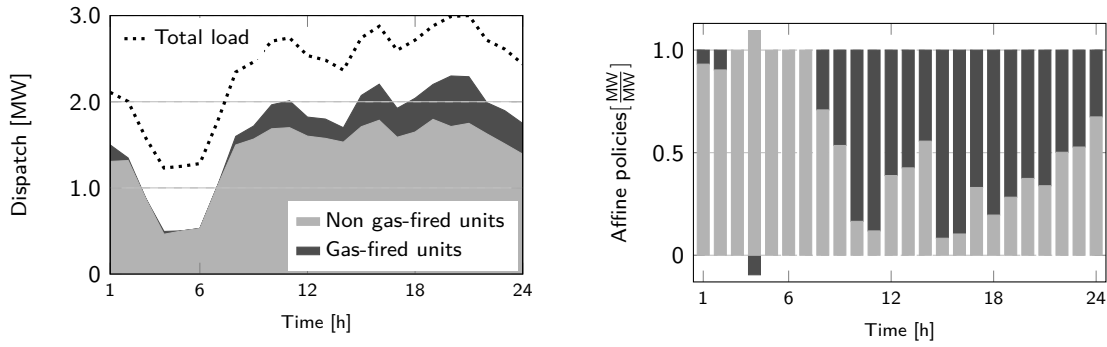 3.0
2.0
1.0
0
Dispatch [MW]
Total load
Non gas-fired units
Gas-fired units
1 6 12 18 24
Time [h]
1.0
0.5
0
Affine policies[MW/MW]
1 6 12 18 24
Time [h]